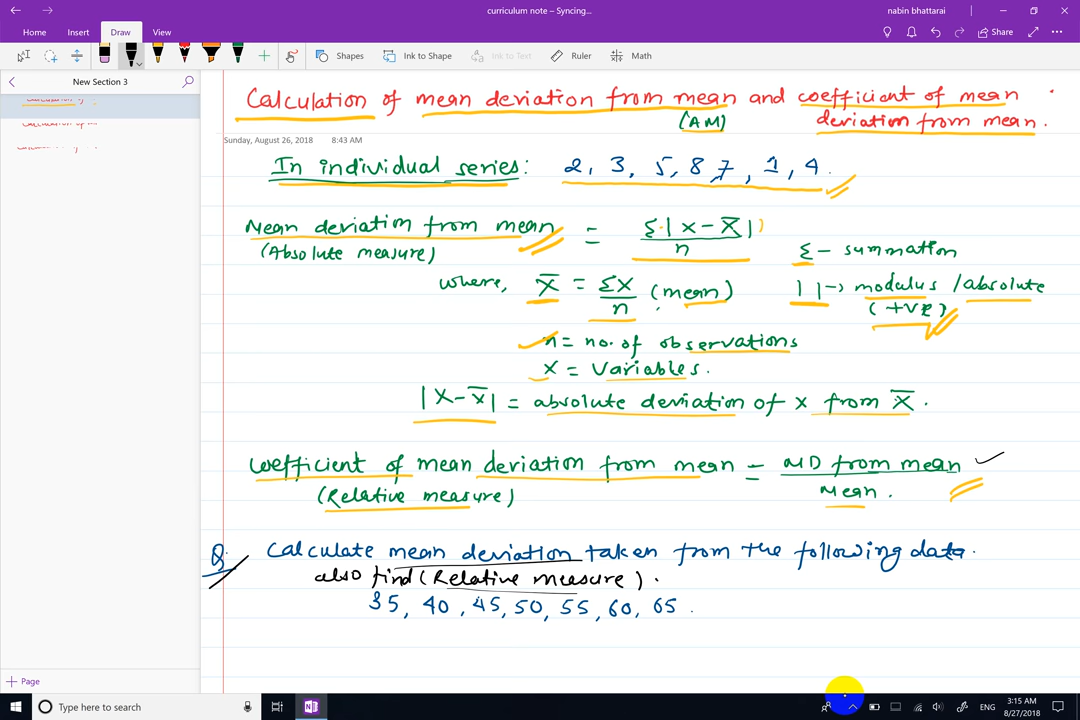 curriculum note – Syncing...
nabin bhattarai
Home Insert Draw View
Share
Shapes Ink to Shape Ink to Text Ruler Math
New Section 3
Calculation of mean deviation from mean and coefficient of mean
(AM) deviation from mean.
Sunday, August 26, 2018 8:43 AM
In individual series: 2, 3, 5, 8, 7, 1, 4.
Mean deviation from mean = Σ|x-x̄| / n
(Absolute measure)
Σ - summation
where, x̄ = Σx / n (mean)
| | -> modulus / absolute
(+ve)
n = no. of observations
x = Variables.
|x-x̄| = absolute deviation of x from x̄.
Coefficient of mean deviation from mean = MD from mean / Mean.
(Relative measure)
Q. Calculate mean deviation taken from the following data.
also find (Relative measure).
35, 40, 45, 50, 55, 60, 65.
+ Page
Type here to search
ENG
3:15 AM
8/27/2018